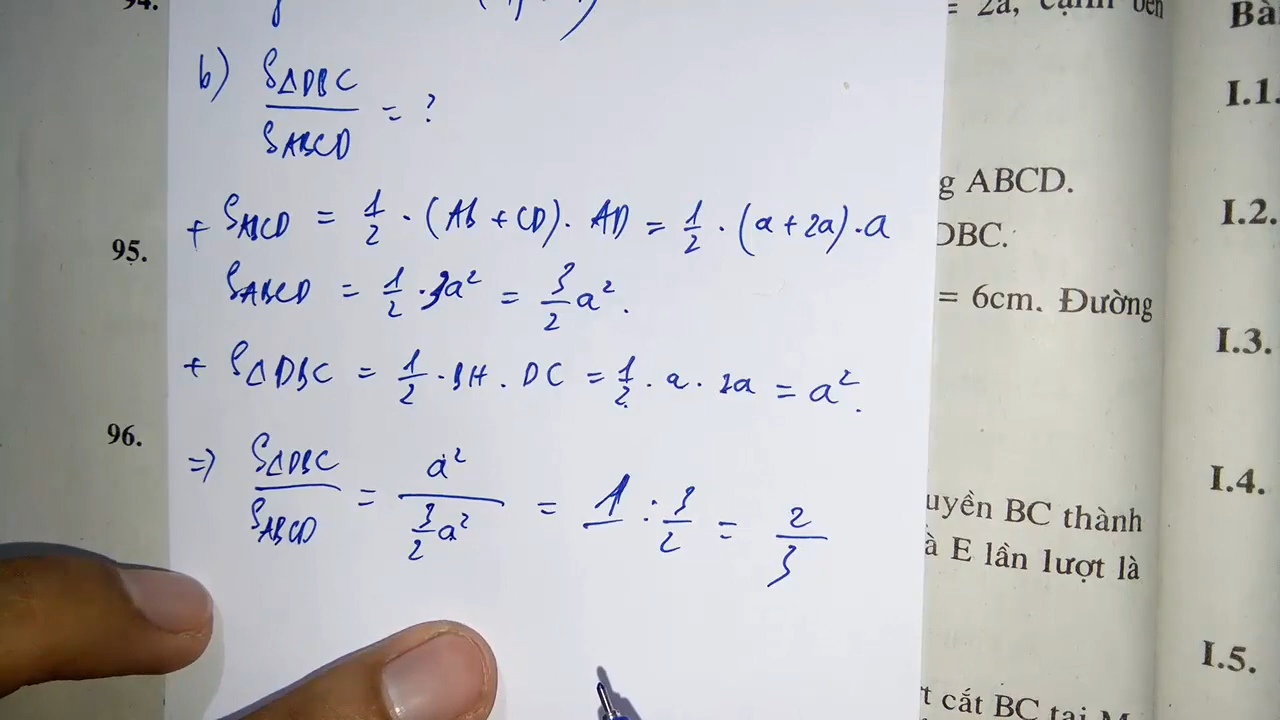 94.
b) S△DBC / SABCD = ?
+ SABCD = 1/2 . (AB + CD) . AD = 1/2 . (a + 2a) . a
SABCD = 1/2 . 3a² = 3/2 a².
+ S△DBC = 1/2 . BH . DC = 1/2 . a . 2a = a².
=> S△DBC / SABCD = a² / 3/2 a² = 1 : 3/2 = 2/3
95.
96.
= 2a, cạnh bên
g ABCD.
DBC.
= 6cm. Đường
uyền BC thành
à E lần lượt là
t cắt BC tại M
Bà
I.1.
I.2.
I.3.
I.4.
I.5.